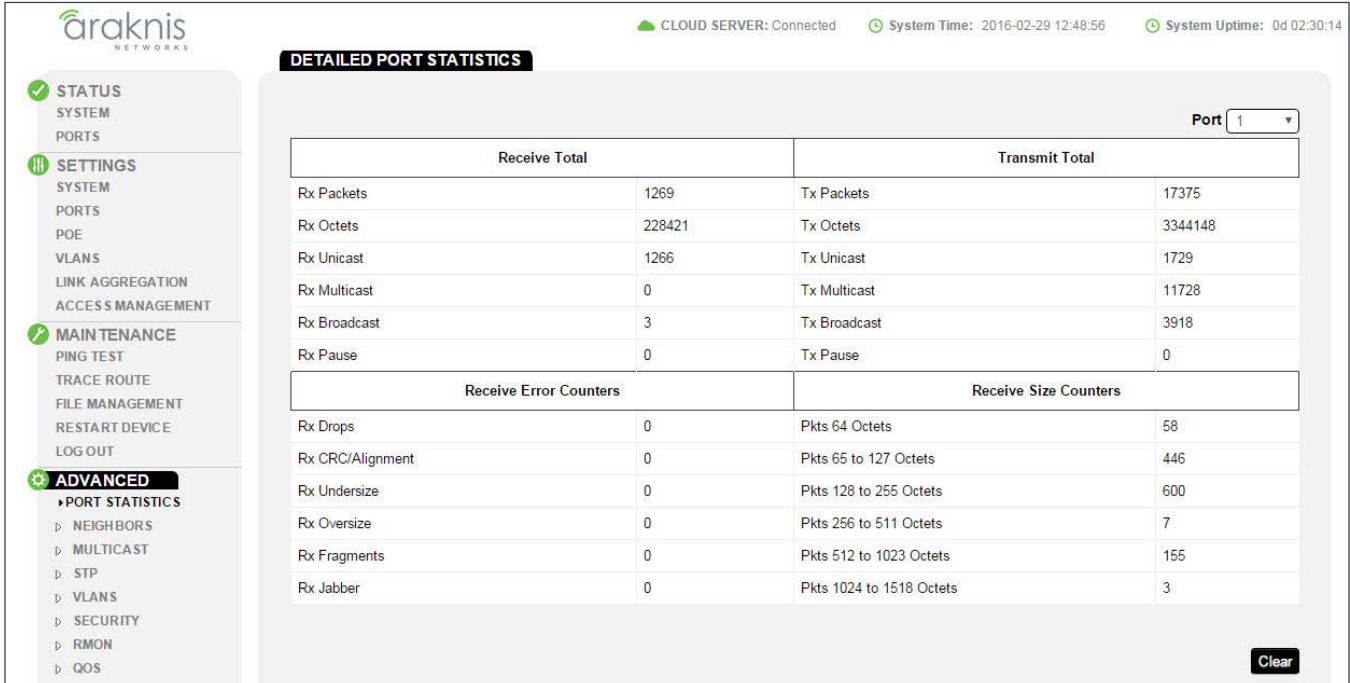 araknis
NETWORKS
CLOUD SERVER: Connected
System Time: 2016-02-29 12:48:56
System Uptime: 0d 02:30:14
DETAILED PORT STATISTICS
STATUS
SYSTEM
PORTS
SETTINGS
SYSTEM
PORTS
POE
VLANS
LINK AGGREGATION
ACCESS MANAGEMENT
MAINTENANCE
PING TEST
TRACE ROUTE
FILE MANAGEMENT
RESTART DEVICE
LOG OUT
ADVANCED
PORT STATISTICS
NEIGHBORS
MULTICAST
STP
VLANS
SECURITY
RMON
QOS
Port 1
Receive Total Transmit Total
Rx Packets 1269 Tx Packets 17375
Rx Octets 228421 Tx Octets 3344148
Rx Unicast 1266 Tx Unicast 1729
Rx Multicast 0 Tx Multicast 11728
Rx Broadcast 3 Tx Broadcast 3918
Rx Pause 0 Tx Pause 0
Receive Error Counters Receive Size Counters
Rx Drops 0 Pkts 64 Octets 58
Rx CRC/Alignment 0 Pkts 65 to 127 Octets 446
Rx Undersize 0 Pkts 128 to 255 Octets 600
Rx Oversize 0 Pkts 256 to 511 Octets 7
Rx Fragments 0 Pkts 512 to 1023 Octets 155
Rx Jabber 0 Pkts 1024 to 1518 Octets 3
Clear